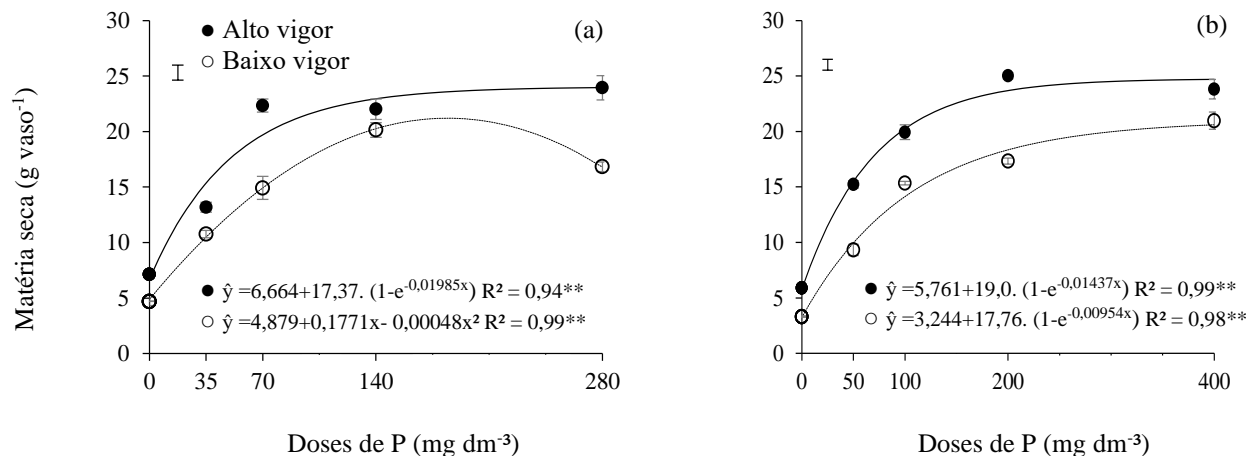 Matéria seca (g vaso⁻¹)
30
25
20
15
10
5
0
Alto vigor
Baixo vigor
(a)
ŷ =6,664+17,37. (1-e⁻⁰,⁰¹⁹⁸⁵ˣ) R² = 0,94**
ŷ =4,879+0,1771x- 0,00048x² R² = 0,99**
0 35 70 140 280
Doses de P (mg dm⁻³)
30
25
20
15
10
5
0
(b)
ŷ =5,761+19,0. (1-e⁻⁰,⁰¹⁴³⁷ˣ) R² = 0,99**
ŷ =3,244+17,76. (1-e⁻⁰,⁰⁰⁹⁵⁴ˣ) R² = 0,98**
0 50 100 200 400
Doses de P (mg dm⁻³)